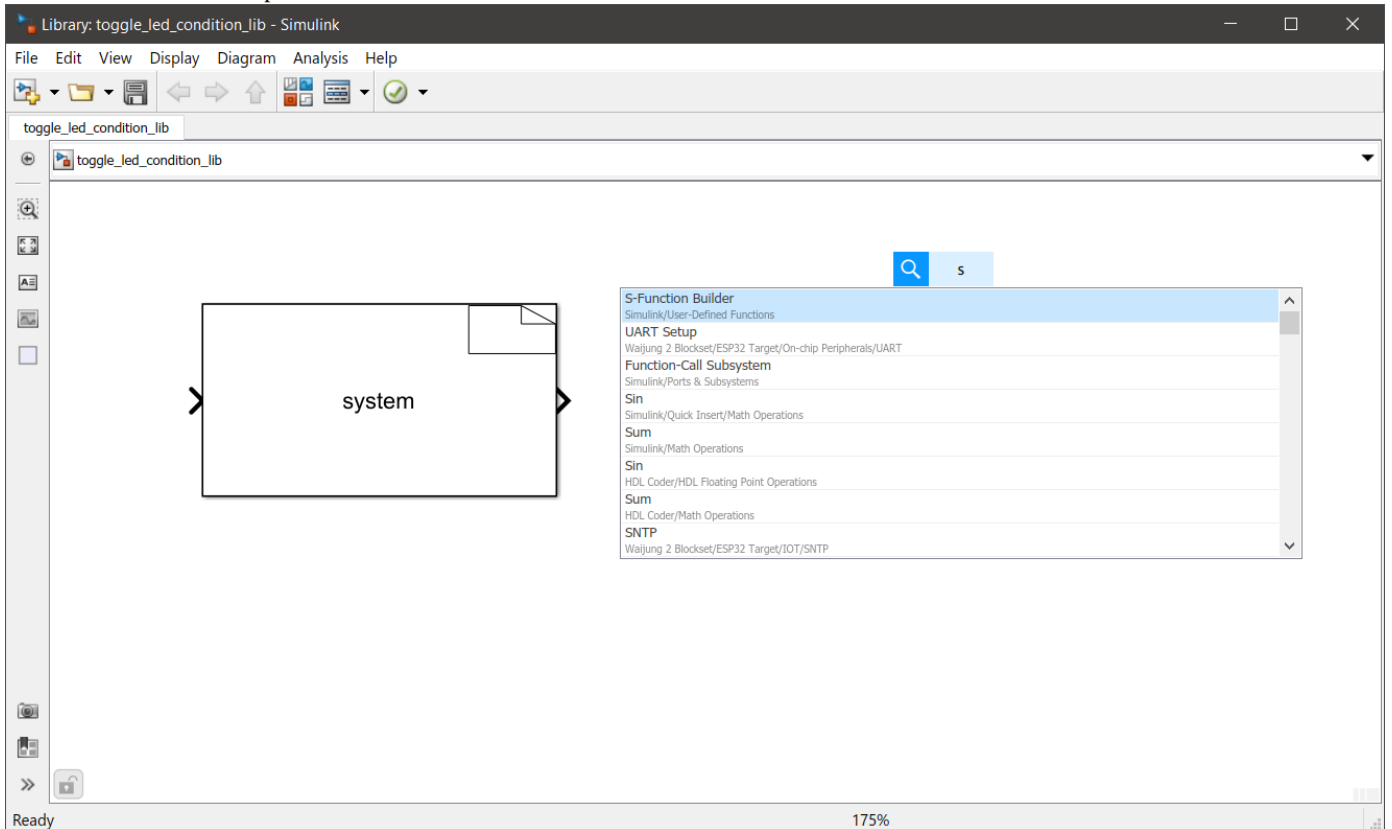 Library: toggle_led_condition_lib - Simulink
File Edit View Display Diagram Analysis Help
toggle_led_condition_lib
toggle_led_condition_lib
s
system
S-Function Builder
Simulink/User-Defined Functions
UART Setup
Waijung 2 Blockset/ESP32 Target/On-chip Peripherals/UART
Function-Call Subsystem
Simulink/Ports & Subsystems
Sin
Simulink/Quick Insert/Math Operations
Sum
Simulink/Math Operations
Sin
HDL Coder/HDL Floating Point Operations
Sum
HDL Coder/Math Operations
SNTP
Waijung 2 Blockset/ESP32 Target/IOT/SNTP
Ready 175%